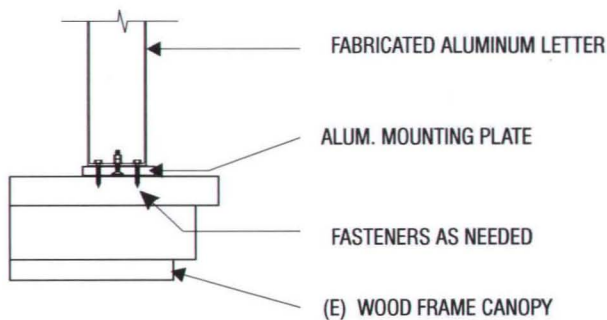 FABRICATED ALUMINUM LETTER
ALUM. MOUNTING PLATE
FASTENERS AS NEEDED
(E) WOOD FRAME CANOPY